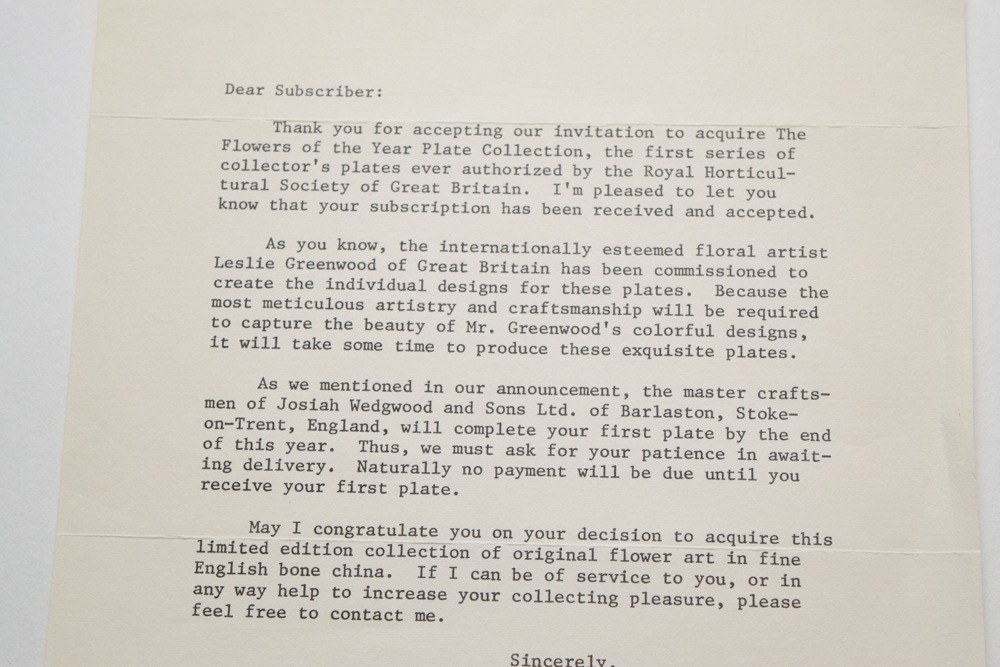 Dear Subscriber:
Thank you for accepting our invitation to acquire The
Flowers of the Year Plate Collection, the first series of
collector's plates ever authorized by the Royal Horticul-
tural Society of Great Britain. I'm pleased to let you
know that your subscription has been received and accepted.
As you know, the internationally esteemed floral artist
Leslie Greenwood of Great Britain has been commissioned to
create the individual designs for these plates. Because the
most meticulous artistry and craftsmanship will be required
to capture the beauty of Mr. Greenwood's colorful designs,
it will take some time to produce these exquisite plates.
As we mentioned in our announcement, the master crafts-
men of Josiah Wedgwood and Sons Ltd. of Barlaston, Stoke-
on-Trent, England, will complete your first plate by the end
of this year. Thus, we must ask for your patience in await-
ing delivery. Naturally no payment will be due until you
receive your first plate.
May I congratulate you on your decision to acquire this
limited edition collection of original flower art in fine
English bone china. If I can be of service to you, or in
any way help to increase your collecting pleasure, please
feel free to contact me.
Sincerely,